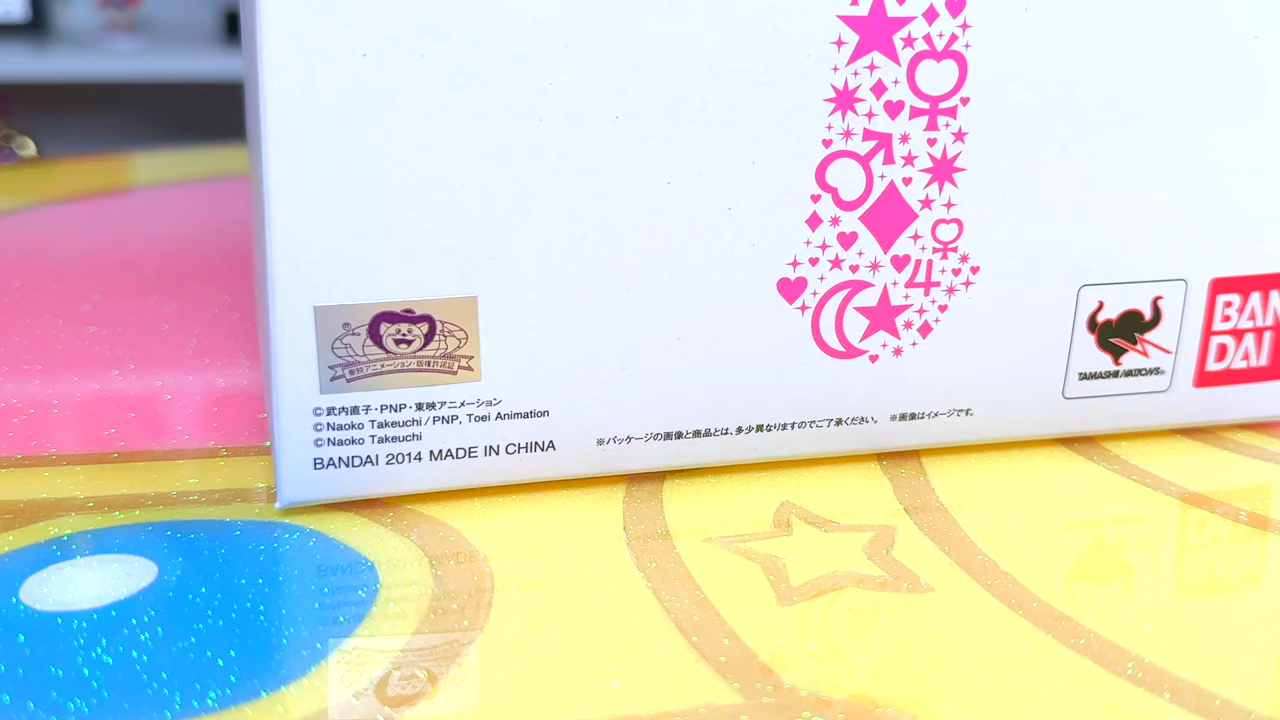 ®
東映アニメーション・版権許諾証
©武内直子・PNP・東映アニメーション
©Naoko Takeuchi / PNP, Toei Animation
©Naoko Takeuchi
BANDAI 2014 MADE IN CHINA
※パッケージの画像と商品とは、多少異なりますのでご了承ください。 ※画像はイメージです。
TAMASHII NATIONS®
BAN
DAI